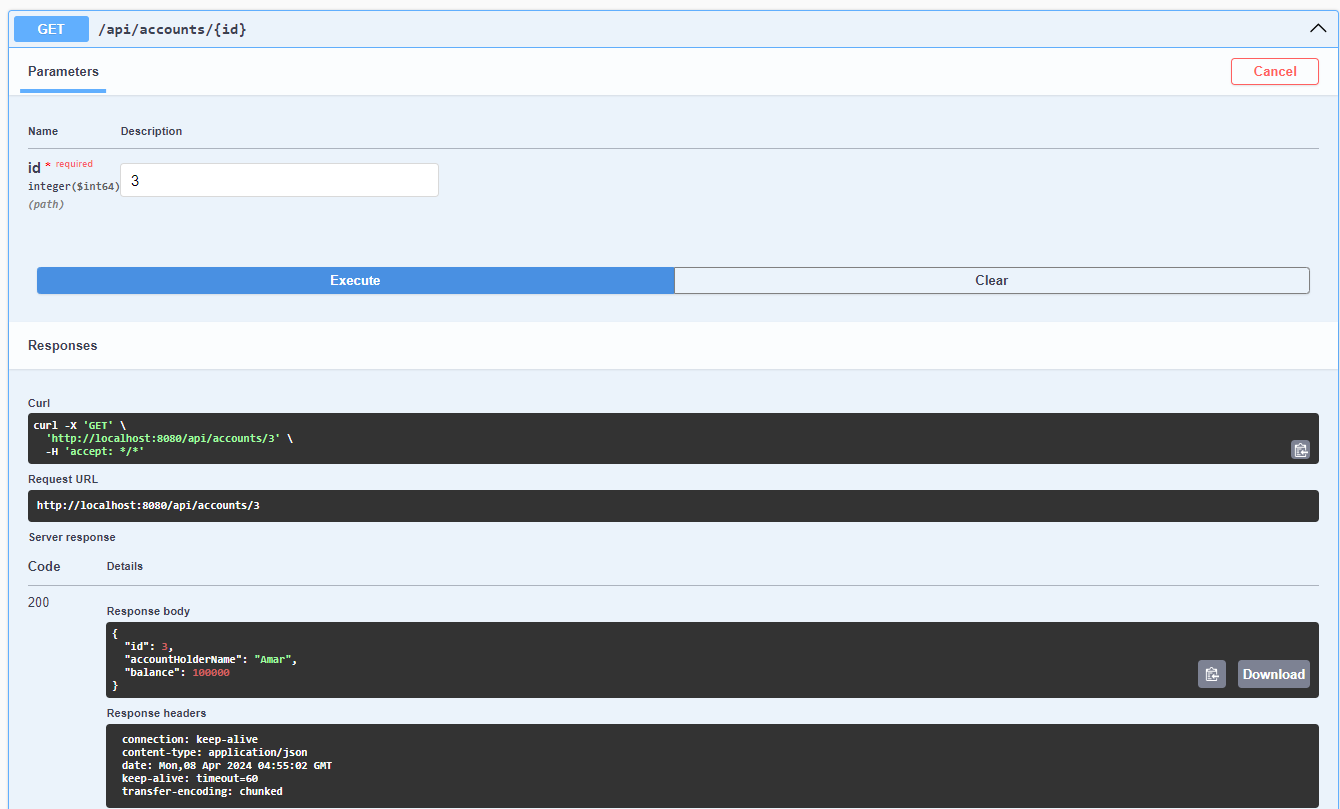 GET /api/accounts/{id}
Parameters
Cancel
Name Description
id * required
integer($int64)
(path)
3
Execute Clear
Responses
Curl
curl -X 'GET' \
  'http://localhost:8080/api/accounts/3' \
  -H 'accept: */*'
Request URL
http://localhost:8080/api/accounts/3
Server response
Code Details
200
Response body
{
  "id": 3,
  "accountHolderName": "Amar",
  "balance": 100000
}
Download
Response headers
connection: keep-alive
content-type: application/json
date: Mon,08 Apr 2024 04:55:02 GMT
keep-alive: timeout=60
transfer-encoding: chunked